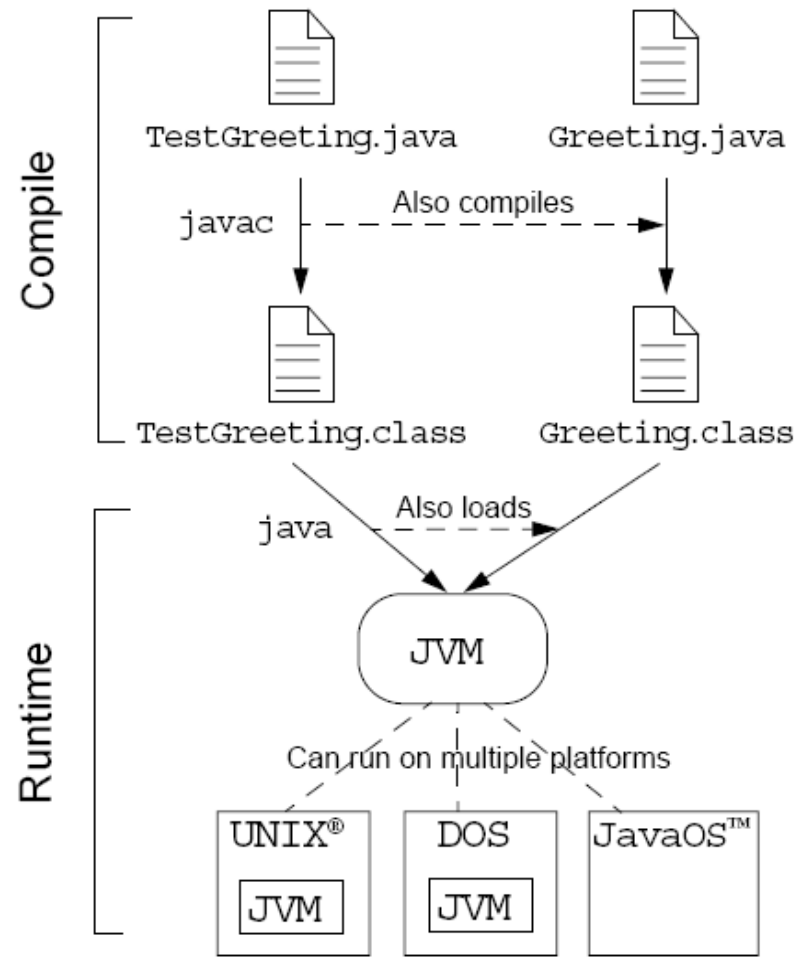 TestGreeting.java
Greeting.java
Compile
javac
Also compiles
TestGreeting.class
Greeting.class
Runtime
java
Also loads
JVM
Can run on multiple platforms
UNIX®
JVM
DOS
JVM
JavaOS™